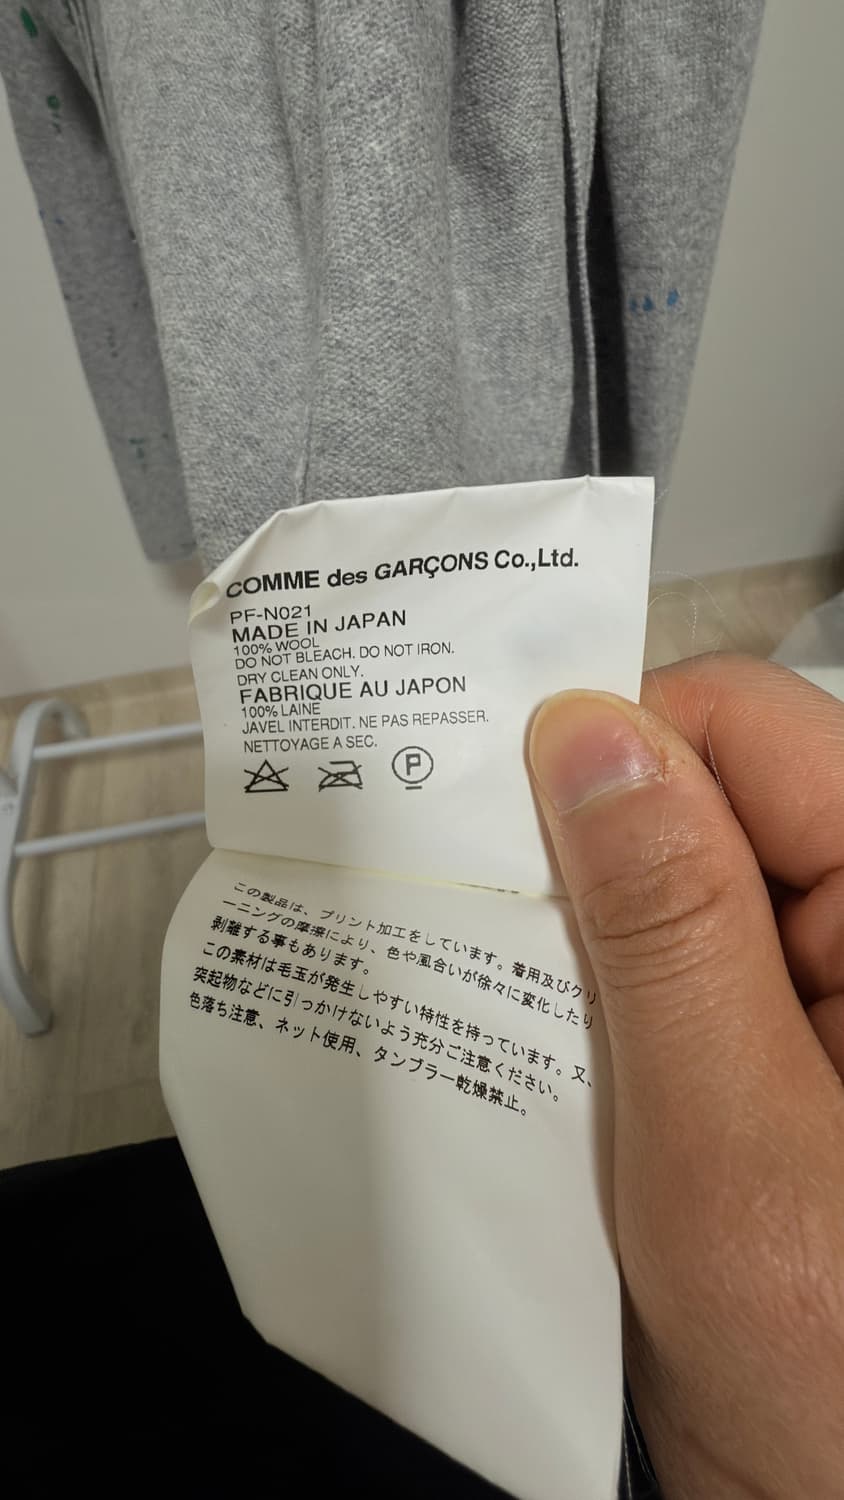 COMME des GARÇONS Co.,Ltd.
PF-N021
MADE IN JAPAN
100% WOOL
DO NOT BLEACH. DO NOT IRON.
DRY CLEAN ONLY.
FABRIQUE AU JAPON
100% LAINE
JAVEL INTERDIT. NE PAS REPASSER.
NETTOYAGE A SEC.
P
この製品は、プリント加工をしています。着用及びクリ
ーニングの摩擦により、色や風合いが徐々に変化したり
剥離する事もあります。
この素材は毛玉が発生しやすい特性を持っています。又、
突起物などに引っかけないよう充分ご注意ください。
色落ち注意、ネット使用、タンブラー乾燥禁止。